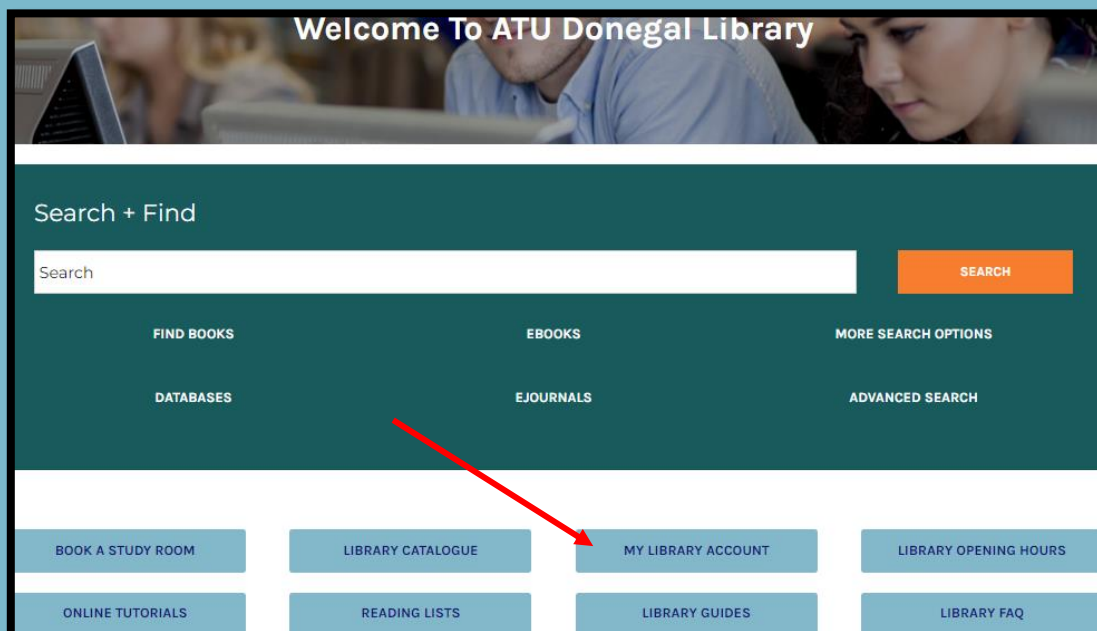 Welcome To ATU Donegal Library
Search + Find
Search
SEARCH
FIND BOOKS
EBOOKS
MORE SEARCH OPTIONS
DATABASES
EJOURNALS
ADVANCED SEARCH
BOOK A STUDY ROOM
LIBRARY CATALOGUE
MY LIBRARY ACCOUNT
LIBRARY OPENING HOURS
ONLINE TUTORIALS
READING LISTS
LIBRARY GUIDES
LIBRARY FAQ